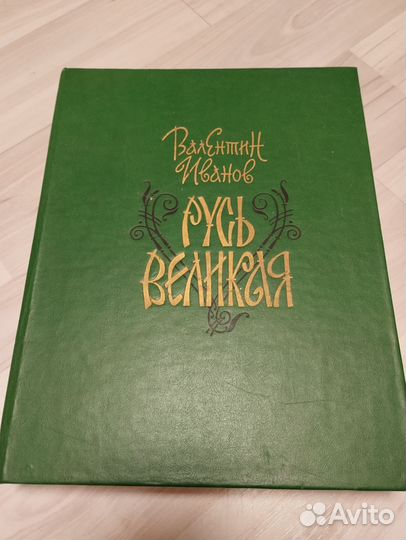 Валентин
Иванов
Русь
Великая
Avito